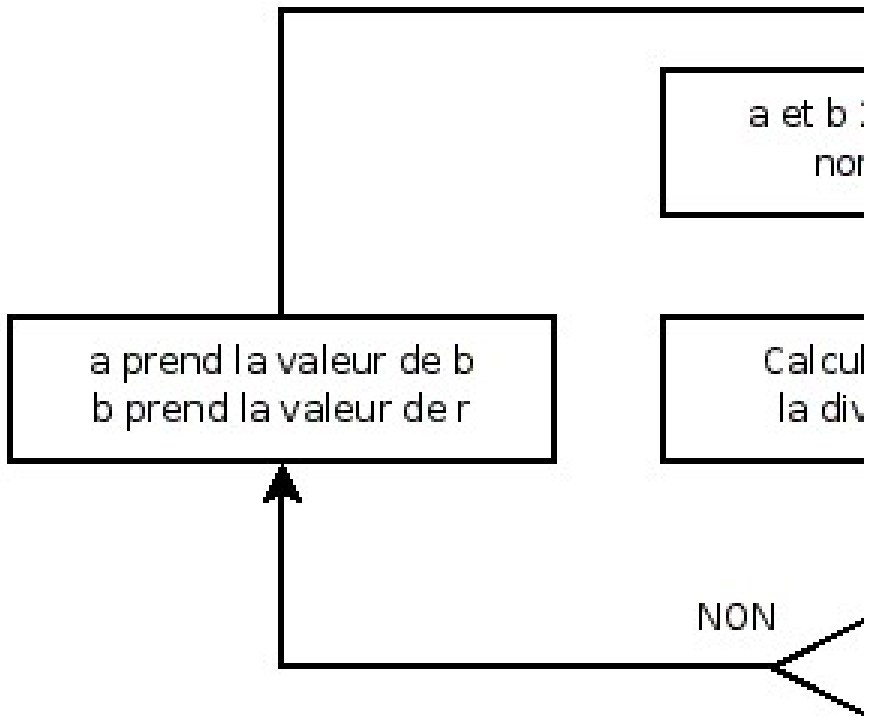 a et b
a prend la valeur de b
b prend la valeur de r
la
NON